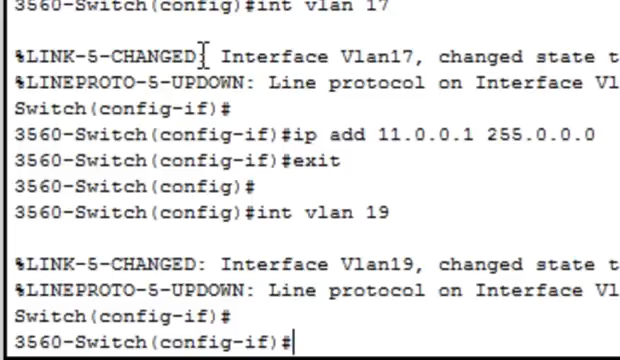 3560-Switch(config)#int vlan 17
%LINK-5-CHANGED: Interface Vlan17, changed state t
%LINEPROTO-5-UPDOWN: Line protocol on Interface Vl
Switch(config-if)#
3560-Switch(config-if)#ip add 11.0.0.1 255.0.0.0
3560-Switch(config-if)#exit
3560-Switch(config)#
3560-Switch(config)#int vlan 19
%LINK-5-CHANGED: Interface Vlan19, changed state t
%LINEPROTO-5-UPDOWN: Line protocol on Interface Vl
Switch(config-if)#
3560-Switch(config-if)#